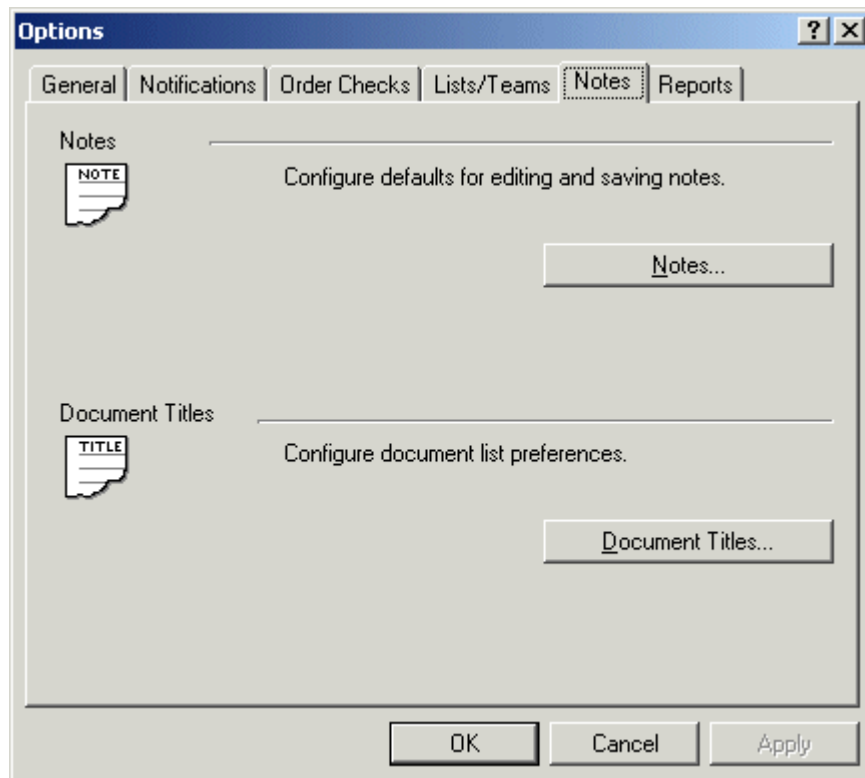 Options
General Notifications Order Checks Lists/Teams Notes Reports
Notes
NOTE
Configure defaults for editing and saving notes.
Notes...
Document Titles
TITLE
Configure document list preferences.
Document Titles...
OK Cancel Apply